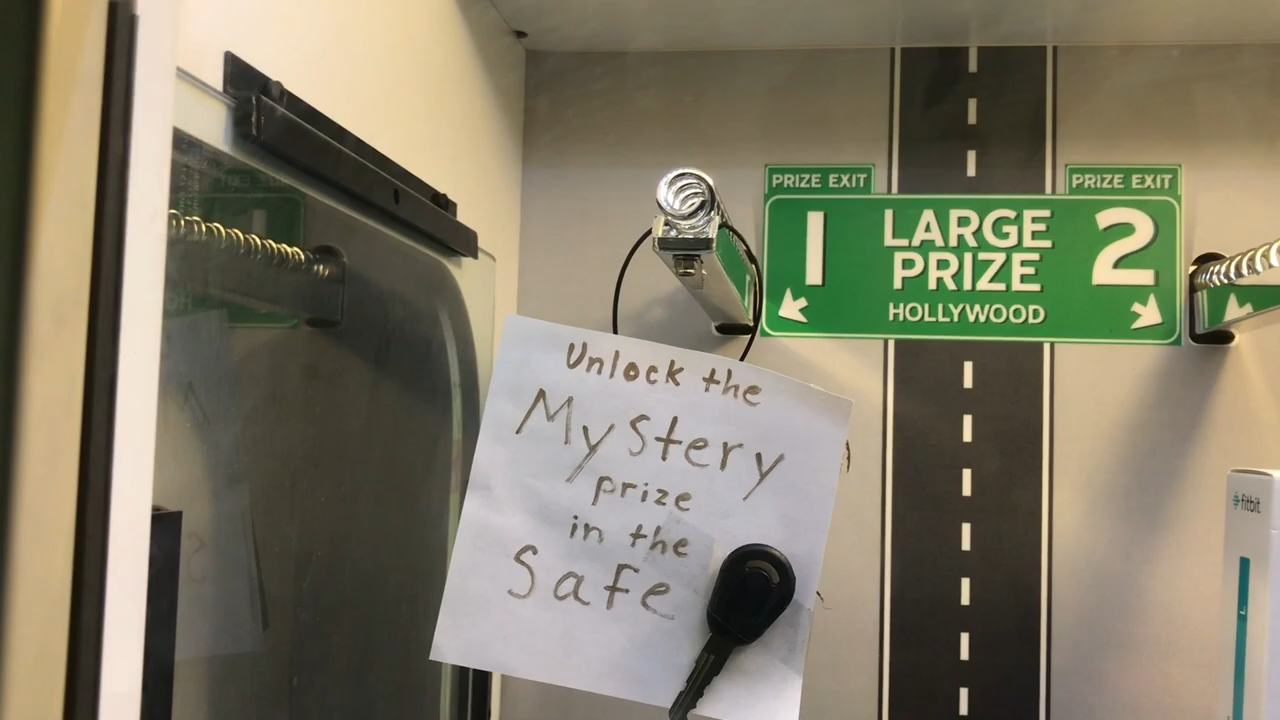 PRIZE EXIT
PRIZE EXIT
1 LARGE 2
PRIZE
HOLLYWOOD
Unlock the
Mystery
prize
in the
Safe
fitbit